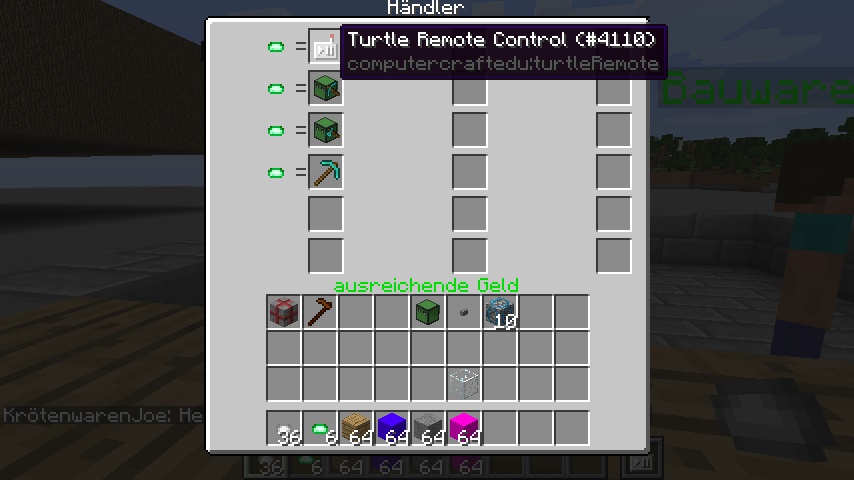 Händler
Turtle Remote Control (#4110)
computercraftedu:turtleRemote
Bauware
=
=
=
=
ausreichende Geld
10
KrötenwarenJoe: He
36 6 64 64 64 64
36 6 64 64 64 64